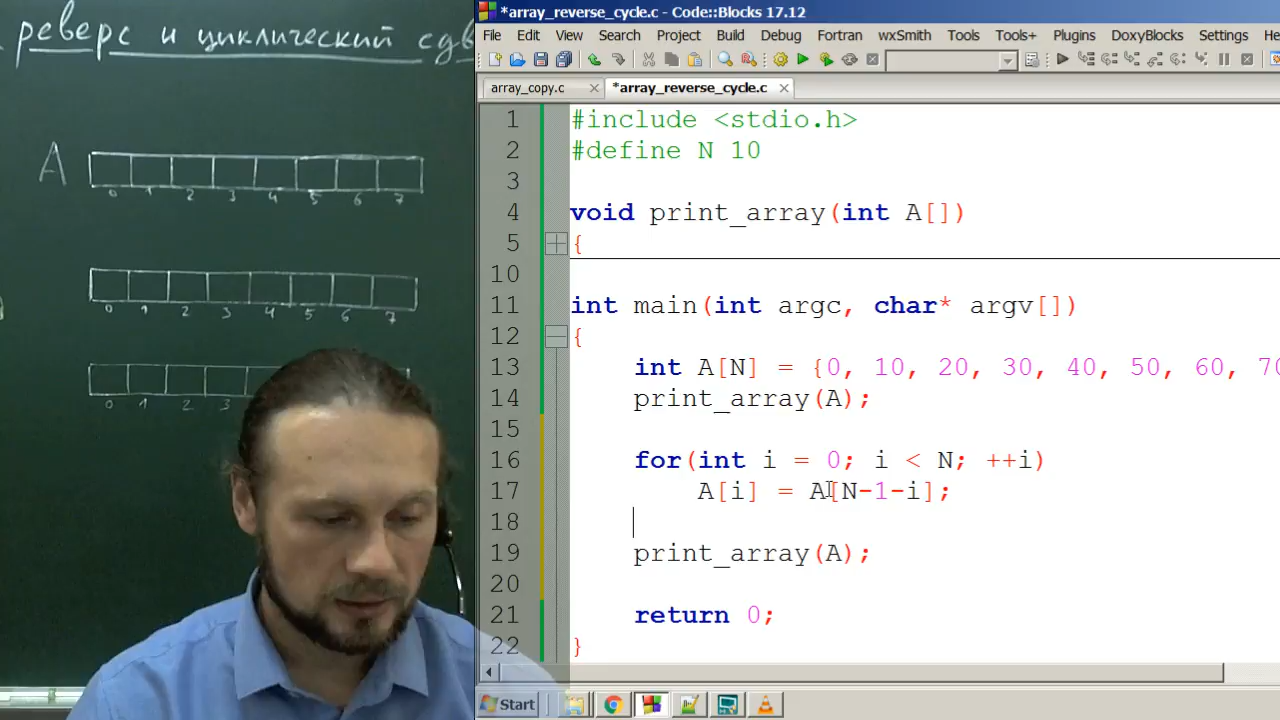 реверс и циклический сдв
A
0 1 2 3 4 5 6 7
0 1 2 3 4 5 6 7
0 1 2 3
*array_reverse_cycle.c - Code::Blocks 17.12
File Edit View Search Project Build Debug Fortran wxSmith Tools Tools+ Plugins DoxyBlocks Settings He
array_copy.c *array_reverse_cycle.c
1 #include <stdio.h>
2 #define N 10
3
4 void print_array(int A[])
5 {
10
11 int main(int argc, char* argv[])
12 {
13 int A[N] = {0, 10, 20, 30, 40, 50, 60, 70
14 print_array(A);
15
16 for(int i = 0; i < N; ++i)
17 A[i] = A[N-1-i];
18
19 print_array(A);
20
21 return 0;
22 }
Start